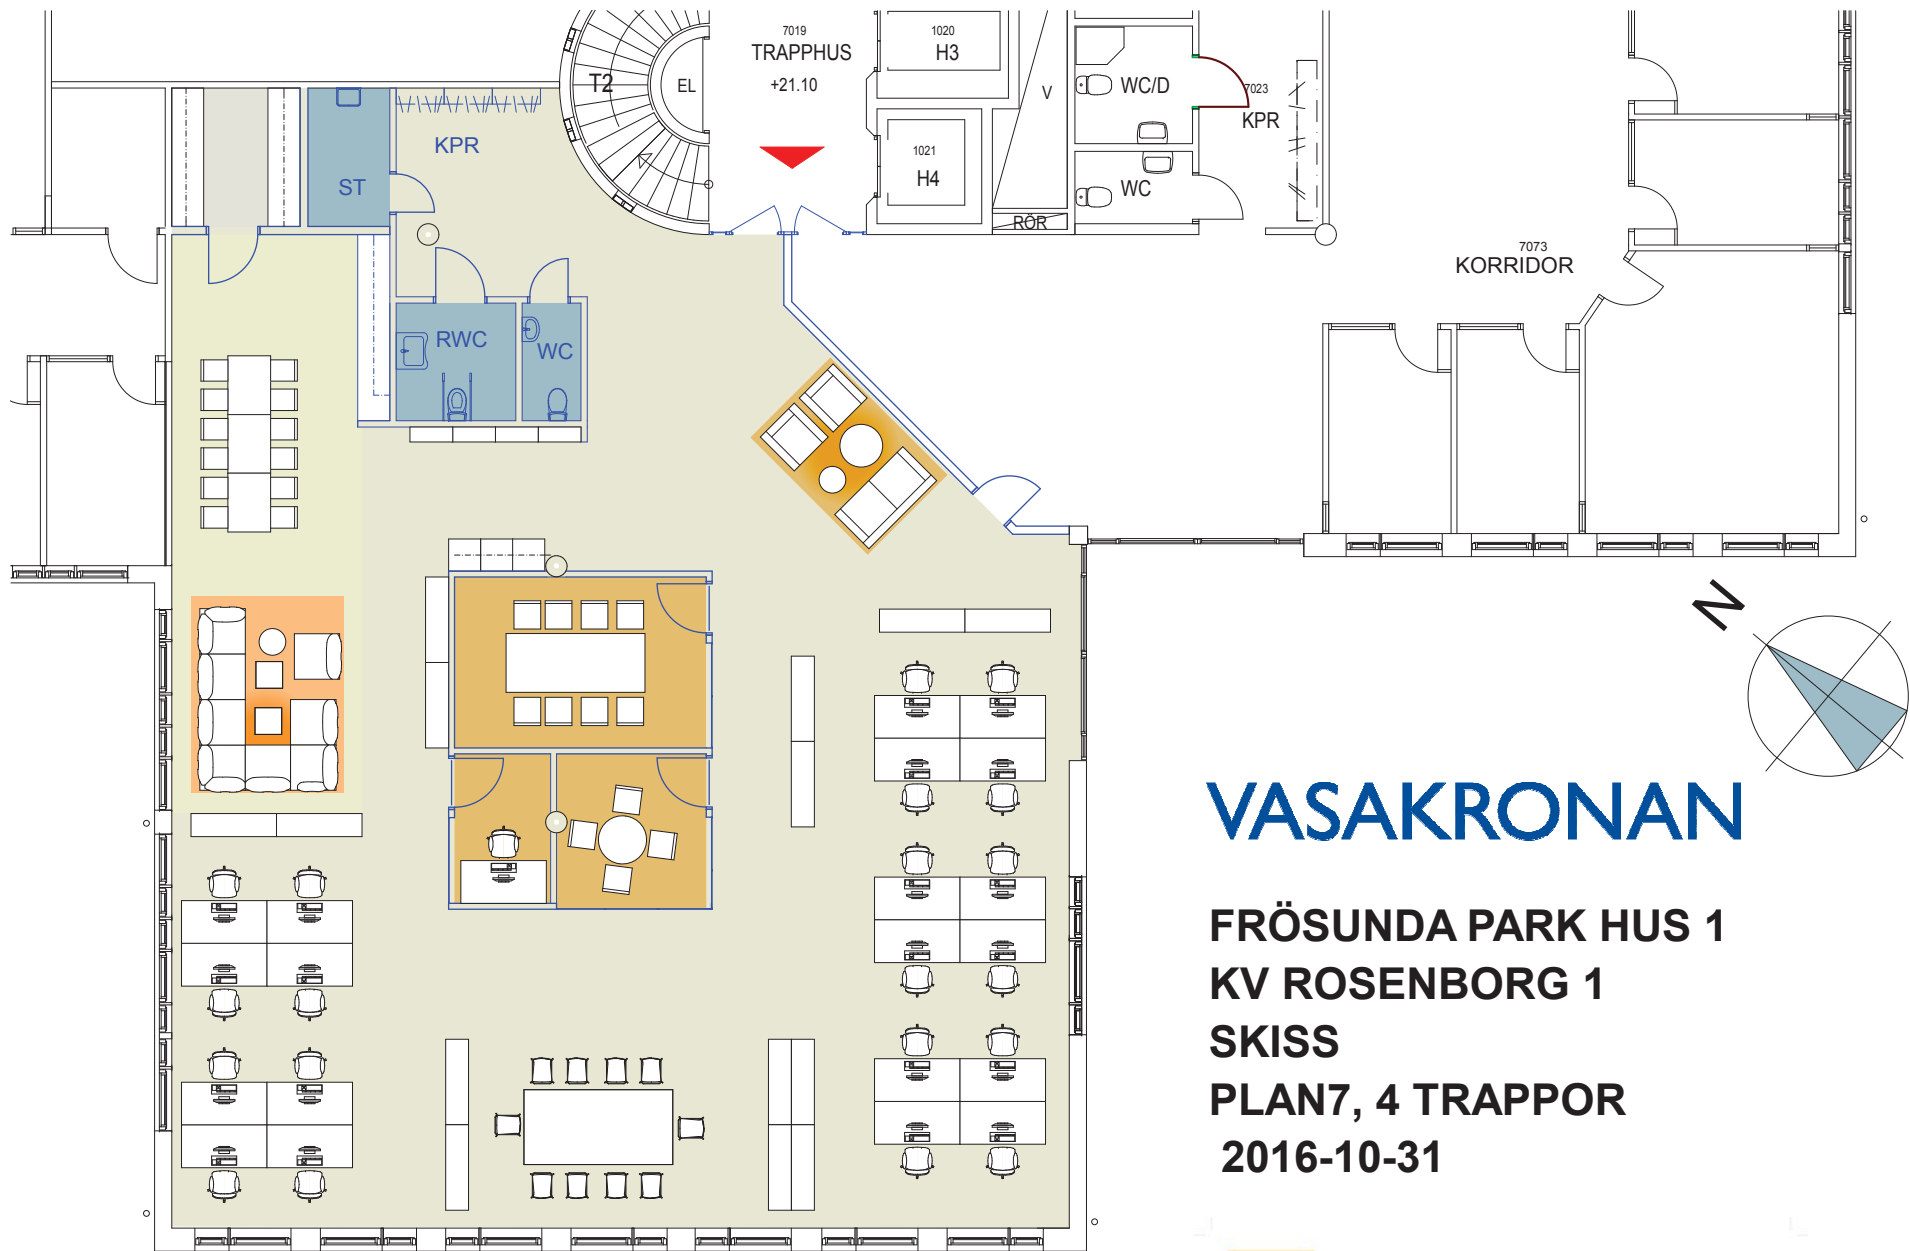 7019
TRAPPHUS
+21.10
1020
H3
T2
EL
V
WC/D
7023
KPR
KPR
ST
1021
H4
WC
RÖR
7073
KORRIDOR
RWC
WC
N
VASAKRONAN
FRÖSUNDA PARK HUS 1
KV ROSENBORG 1
SKISS
PLAN7, 4 TRAPPOR
2016-10-31